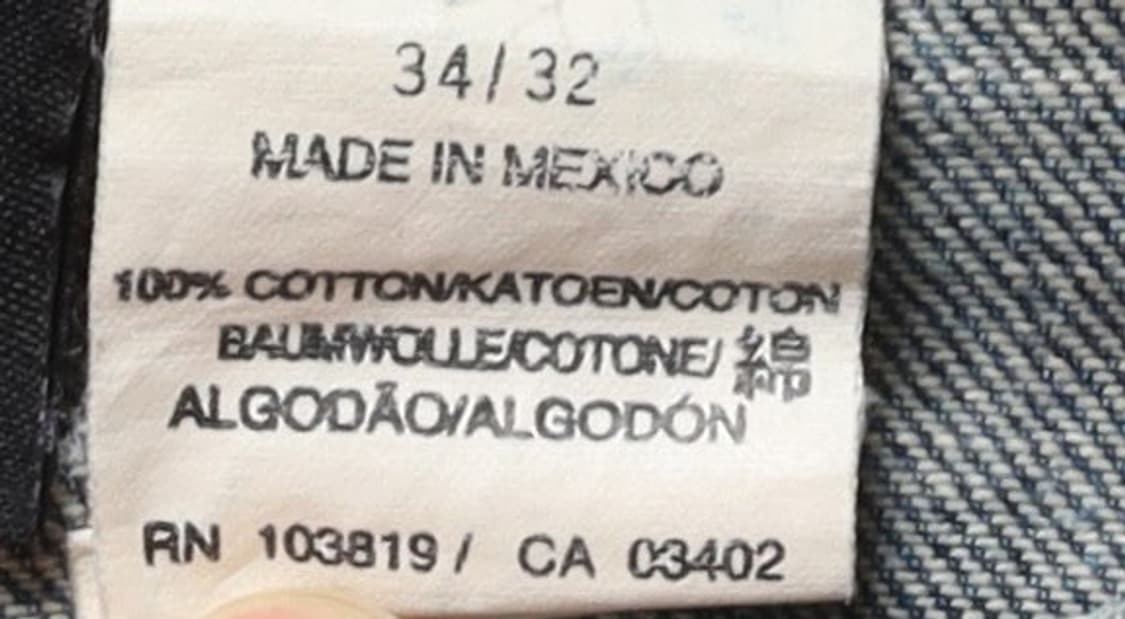 34/32
MADE IN MEXICO
100% COTTON/KATOEN/COTON
BAUMWOLLE/COTONE/綿
ALGODÃO/ALGODÓN
RN 103819/ CA 03402